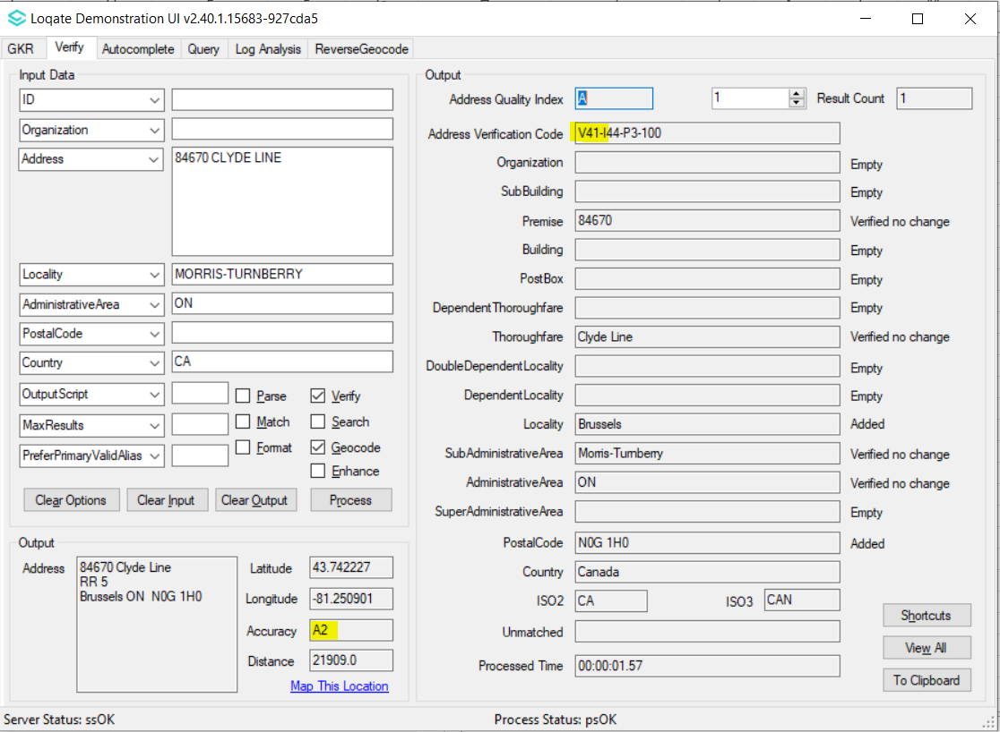 Loqate Demonstration UI v2.40.1.15683-927cda5
GKR Verify Autocomplete Query Log Analysis ReverseGeocode
Input Data
ID
Organization
Address 84670 CLYDE LINE
Locality MORRIS-TURNBERRY
AdministrativeArea ON
PostalCode
Country CA
OutputScript Parse Verify
MaxResults Match Search
PreferPrimaryValidAlias Format Geocode
Enhance
Clear Options Clear Input Clear Output Process
Output
Address 84670 Clyde Line
RR 5
Brussels ON N0G 1H0
Latitude 43.742227
Longitude -81.250901
Accuracy A2
Distance 21909.0
Map This Location
Output
Address Quality Index A 1 Result Count 1
Address Verification Code V41-I44-P3-100
Organization Empty
SubBuilding Empty
Premise 84670 Verified no change
Building Empty
PostBox Empty
DependentThoroughfare Empty
Thoroughfare Clyde Line Verified no change
DoubleDependentLocality Empty
DependentLocality Empty
Locality Brussels Added
SubAdministrativeArea Morris-Turnberry Verified no change
AdministrativeArea ON Verified no change
SuperAdministrativeArea Empty
PostalCode N0G 1H0 Added
Country Canada
ISO2 CA ISO3 CAN
Unmatched
Processed Time 00:00:01.57
Shortcuts
View All
To Clipboard
Server Status: ssOK Process Status: psOK